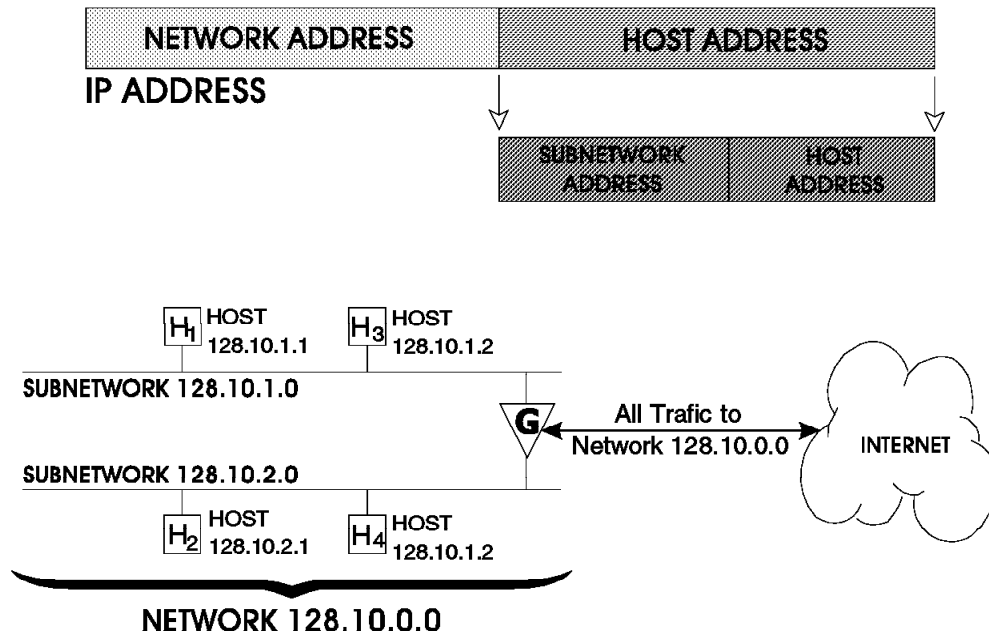 NETWORK ADDRESS
HOST ADDRESS
IP ADDRESS
SUBNETWORK
ADDRESS
HOST
ADDRESS
H1
HOST
128.10.1.1
H3
HOST
128.10.1.2
SUBNETWORK 128.10.1.0
G
All Trafic to
Network 128.10.0.0
INTERNET
SUBNETWORK 128.10.2.0
H2
HOST
128.10.2.1
H4
HOST
128.10.1.2
NETWORK 128.10.0.0